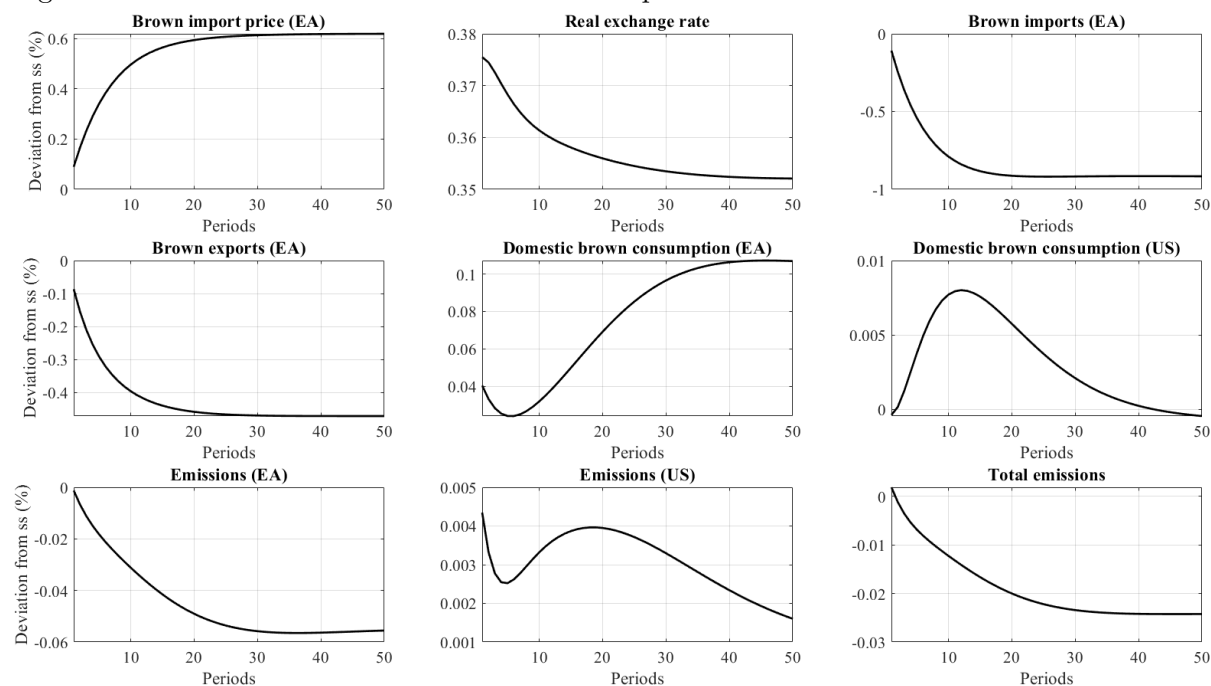 Brown import price (EA)
Deviation from ss (%)
0.6
0.4
0.2
0
10 20 30 40 50
Periods
Real exchange rate
0.38
0.37
0.36
0.35
10 20 30 40 50
Periods
Brown imports (EA)
0
-0.5
-1
10 20 30 40 50
Periods
Brown exports (EA)
Deviation from ss (%)
0
-0.1
-0.2
-0.3
-0.4
10 20 30 40 50
Periods
Domestic brown consumption (EA)
0.1
0.08
0.06
0.04
10 20 30 40 50
Periods
Domestic brown consumption (US)
0.01
0.005
0
10 20 30 40 50
Periods
Emissions (EA)
Deviation from ss (%)
0
-0.02
-0.04
-0.06
10 20 30 40 50
Periods
Emissions (US)
0.005
0.004
0.003
0.002
0.001
10 20 30 40 50
Periods
Total emissions
0
-0.01
-0.02
-0.03
10 20 30 40 50
Periods